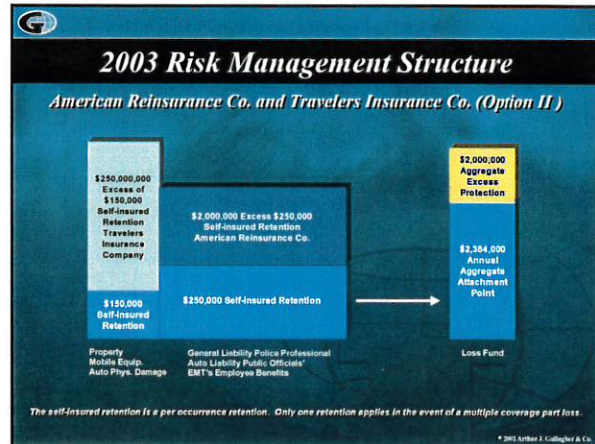 2003 Risk Management Structure
American Reinsurance Co. and Travelers Insurance Co. (Option II )
$250,000,000
Excess of
$150,000
Self-insured
Retention
Travelers
Insurance
Company
$150,000
Self-insured
Retention
$2,000,000 Excess $250,000
Self-insured Retention
American Reinsurance Co.
$250,000 Self-insured Retention
$2,000,000
Aggregate
Excess
Protection
$2,384,000
Annual
Aggregate
Attachment
Point
Property
Mobile Equip.
Auto Phys. Damage
General Liability Police Professional
Auto Liability Public Officials'
EMT's Employee Benefits
Loss Fund
The self-insured retention is a per occurrence retention. Only one retention applies in the event of a multiple coverage part loss.
© 2002 Arthur J. Gallagher & Co.